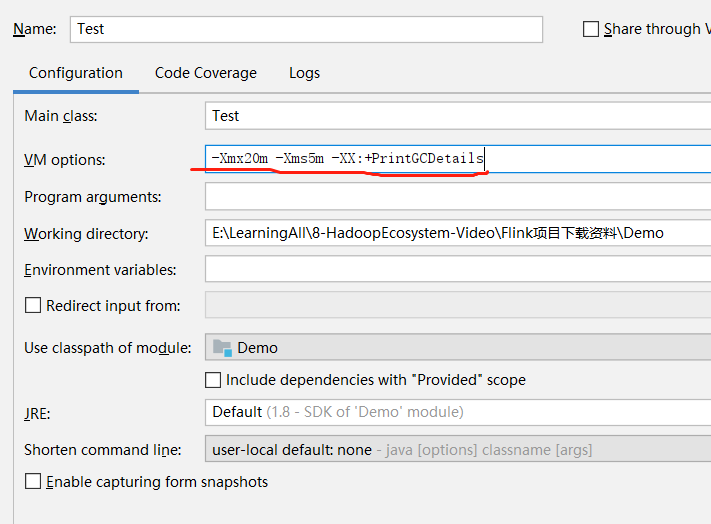 Name: Test Share through V
Configuration Code Coverage Logs
Main class: Test
VM options: -Xmx20m -Xms5m -XX:+PrintGCDetails
Program arguments:
Working directory: E:\LearningAll\8-HadoopEcosystem-Video\Flink项目下载资料\Demo
Environment variables:
Redirect input from:
Use classpath of module: Demo
Include dependencies with "Provided" scope
JRE: Default (1.8 - SDK of 'Demo' module)
Shorten command line: user-local default: none - java [options] classname [args]
Enable capturing form snapshots